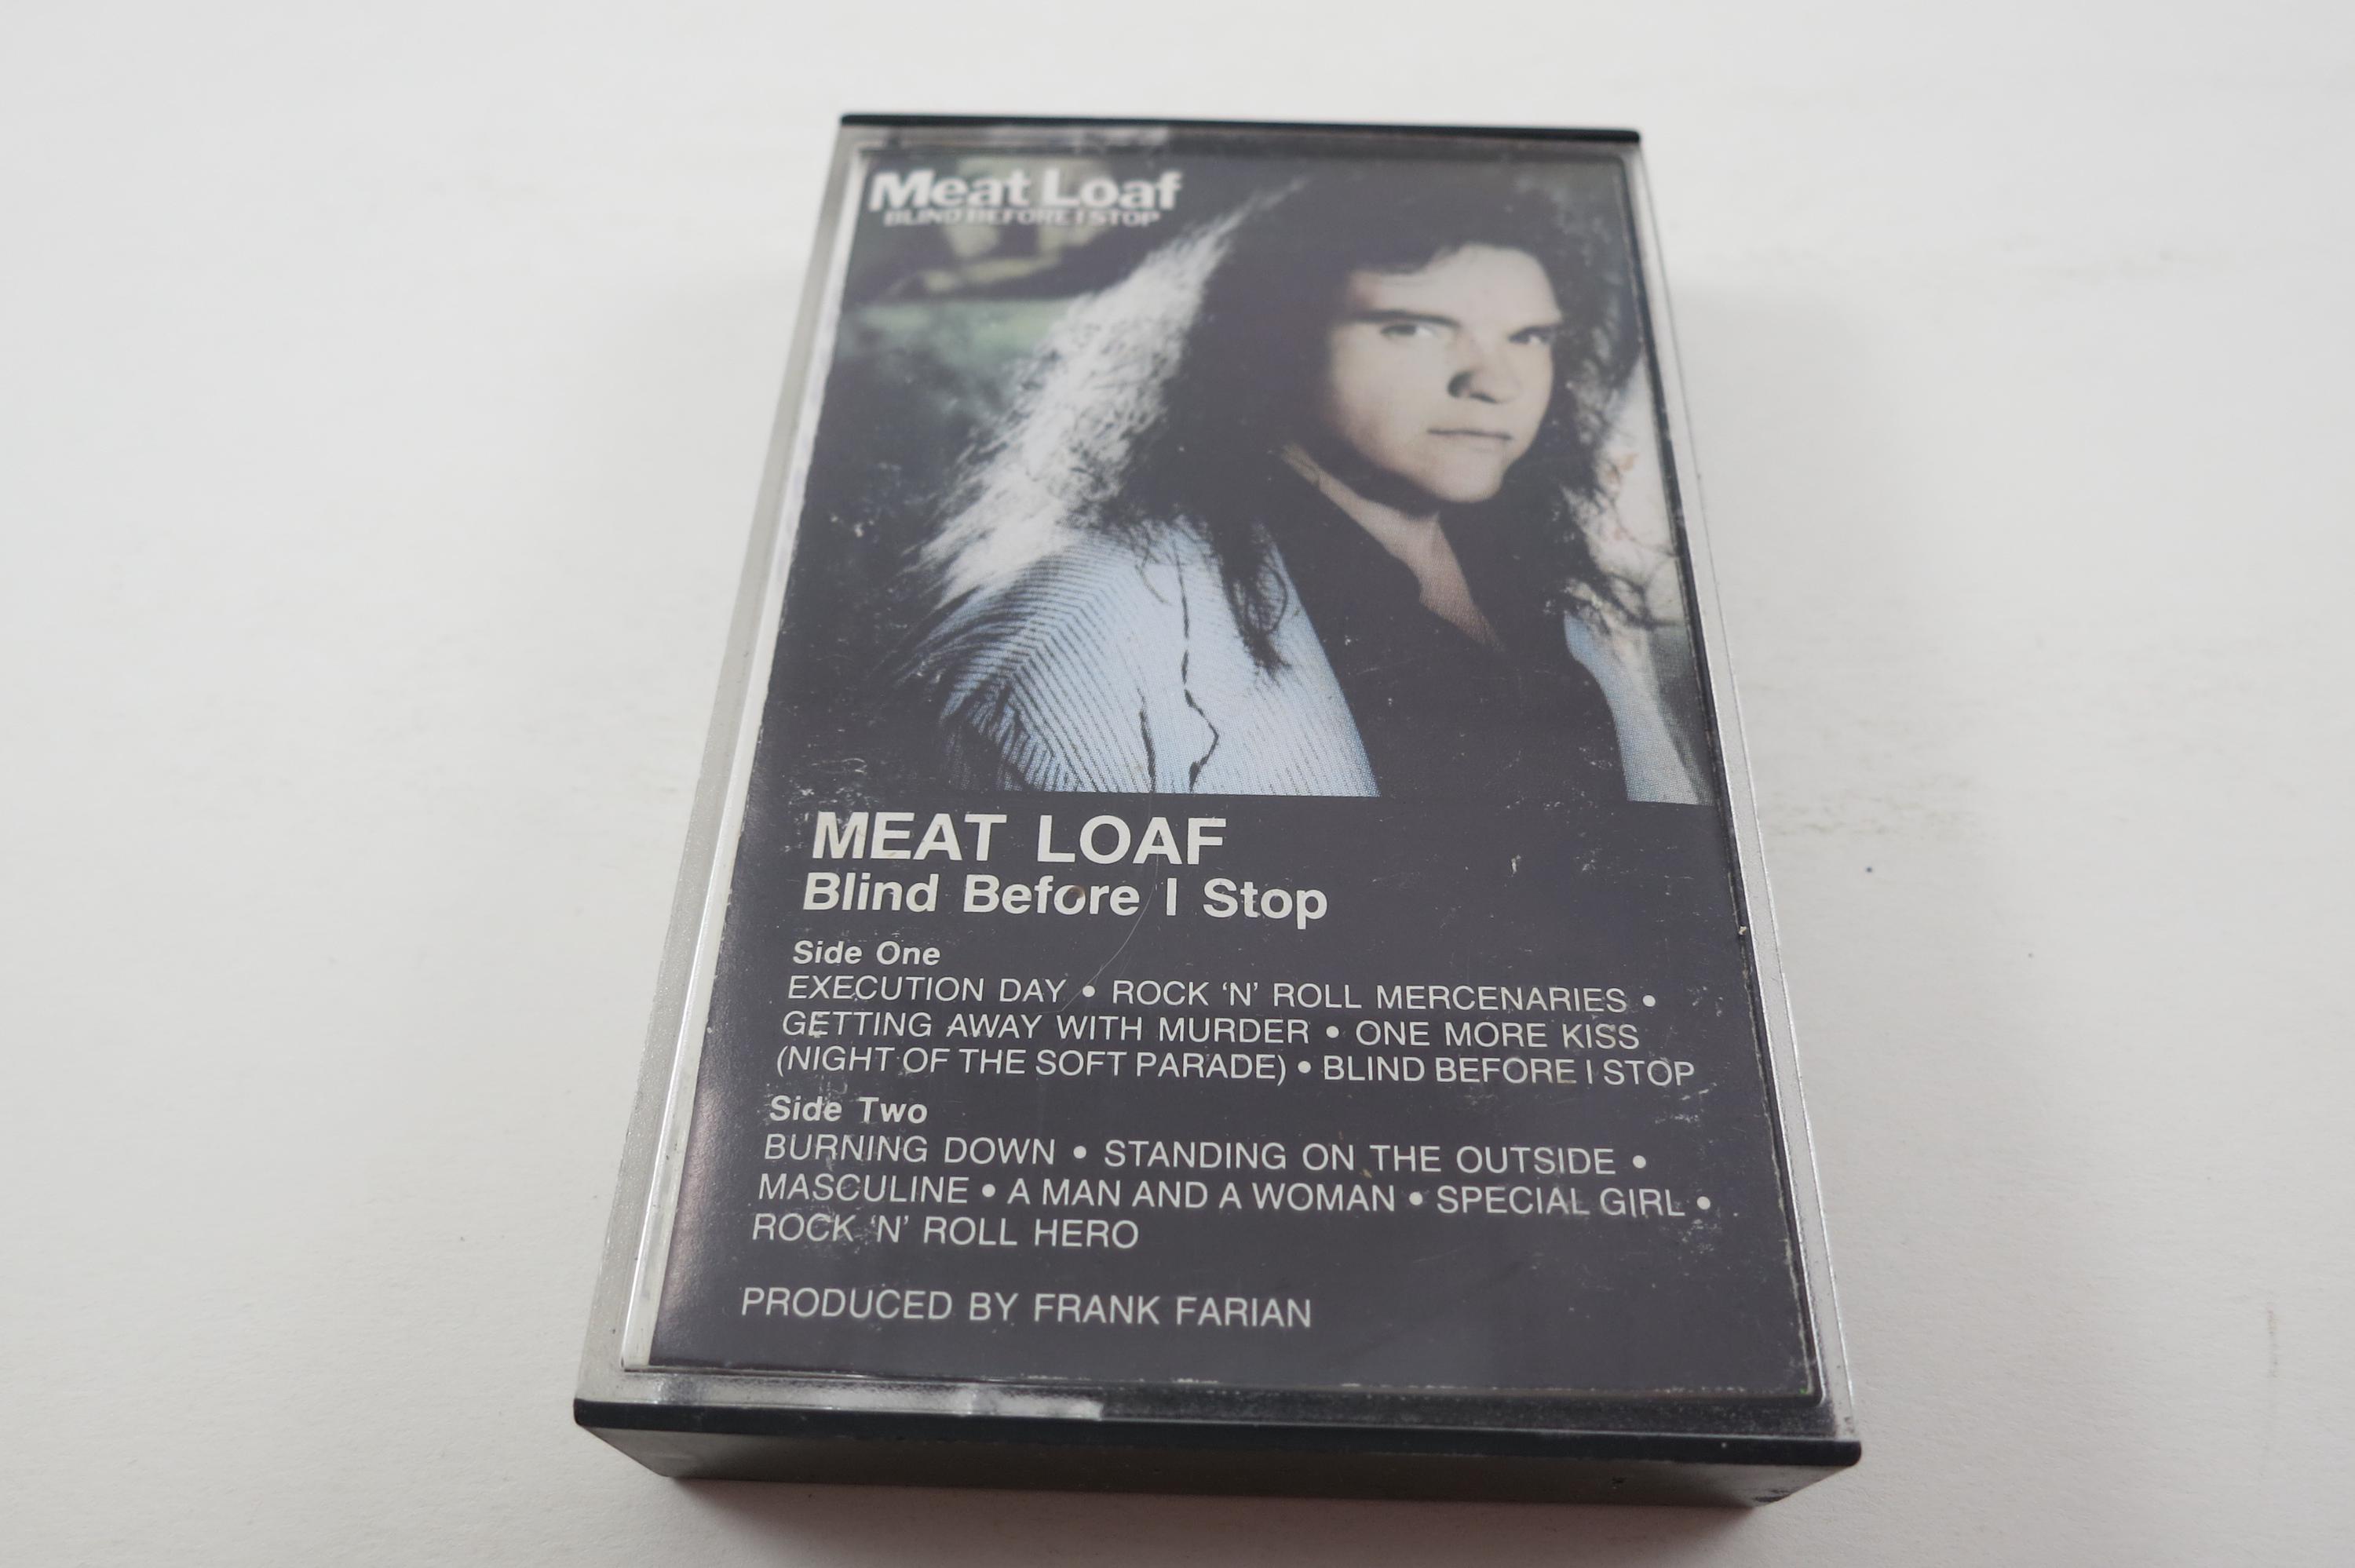 Meat Loaf
BLIND BEFORE I STOP
MEAT LOAF
Blind Before I Stop
Side One
EXECUTION DAY • ROCK ‘N’ ROLL MERCENARIES •
GETTING AWAY WITH MURDER • ONE MORE KISS
(NIGHT OF THE SOFT PARADE) • BLIND BEFORE I STOP
Side Two
BURNING DOWN • STANDING ON THE OUTSIDE •
MASCULINE • A MAN AND A WOMAN • SPECIAL GIRL •
ROCK ‘N’ ROLL HERO
PRODUCED BY FRANK FARIAN